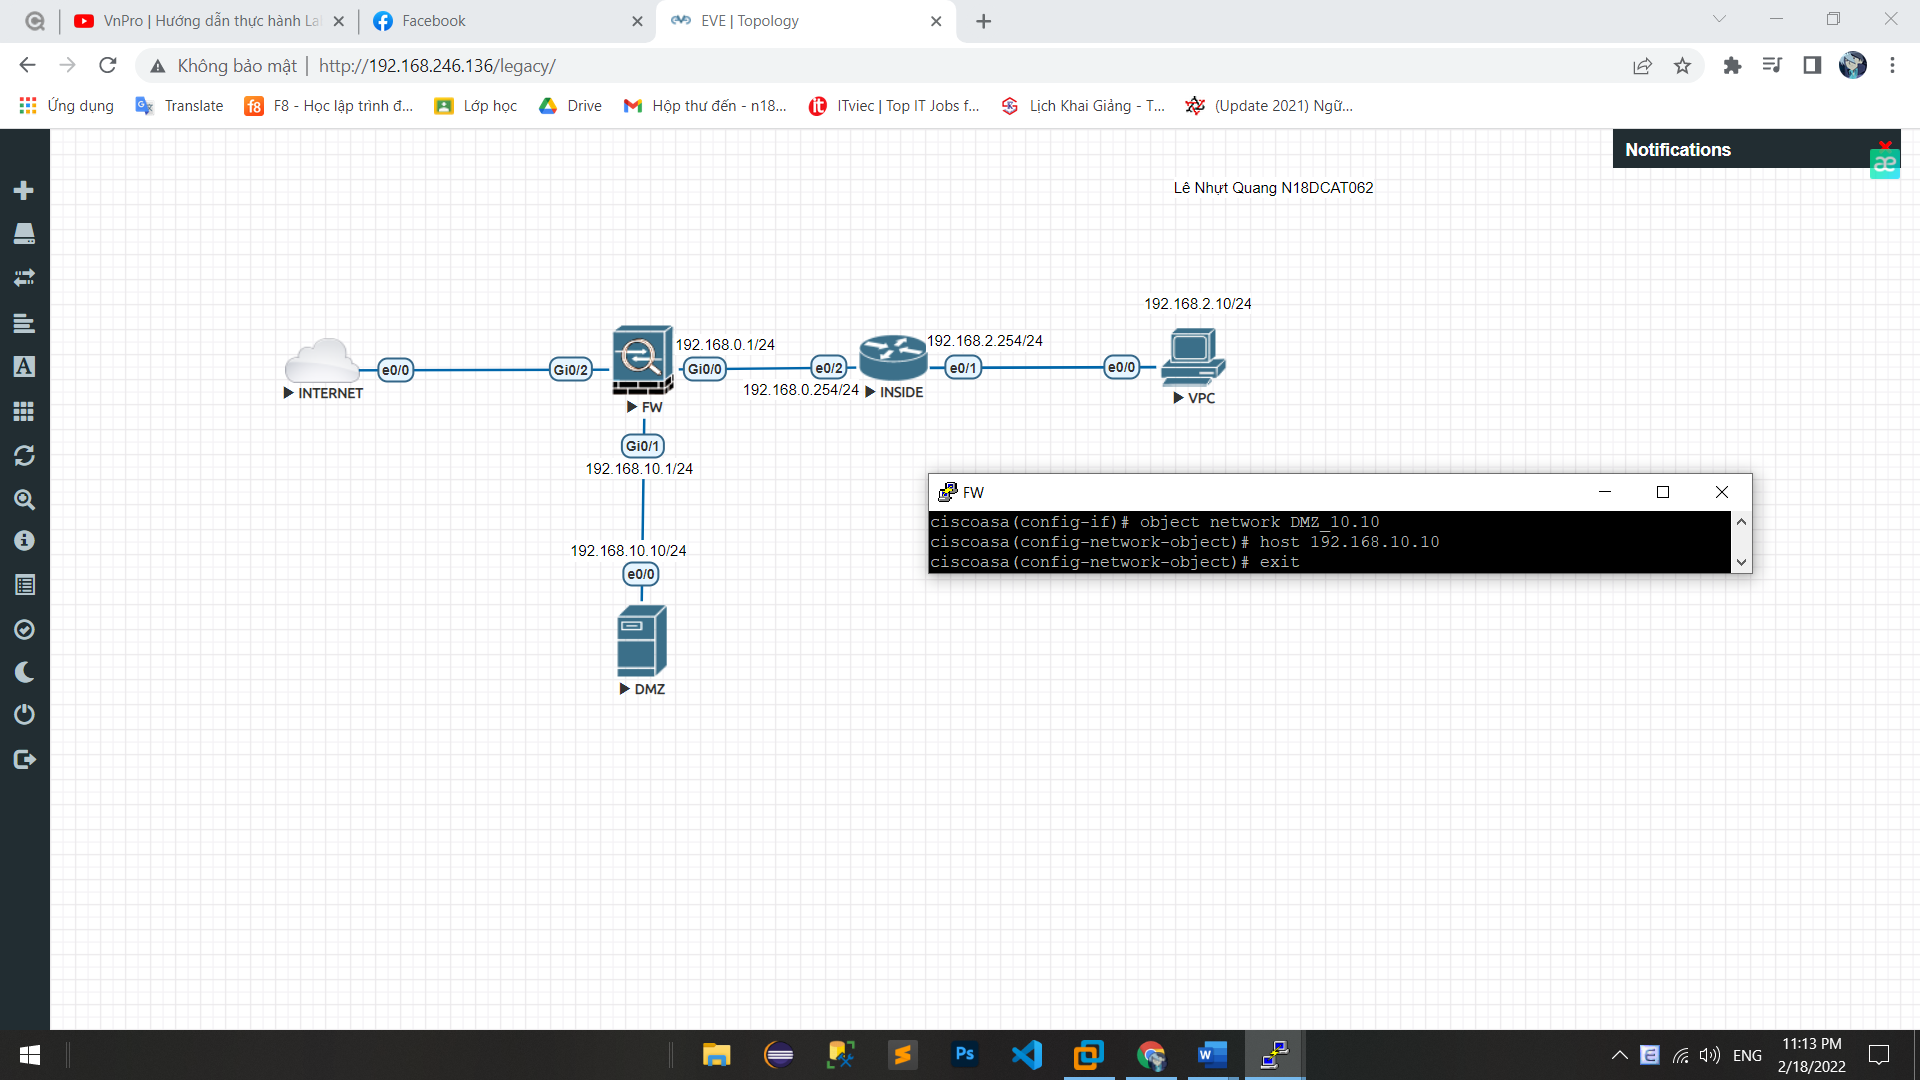 VnPro | Hướng dẫn thực hành La
Facebook
EVE | Topology
Không bảo mật | http://192.168.246.136/legacy/
Ứng dụng
Translate
F8 - Học lập trình đ...
Lớp học
Drive
Hộp thư đến - n18...
ITviec | Top IT Jobs f...
Lịch Khai Giảng - T...
(Update 2021) Ngữ...
Notifications
æ
Lê Nhựt Quang N18DCAT062
192.168.2.10/24
192.168.0.1/24
192.168.2.254/24
e0/0
Gi0/2
Gi0/0
e0/2
e0/1
e0/0
192.168.0.254/24
INTERNET
FW
INSIDE
VPC
Gi0/1
192.168.10.1/24
192.168.10.10/24
e0/0
DMZ
FW
ciscoasa(config-if)# object network DMZ_10.10
ciscoasa(config-network-object)# host 192.168.10.10
ciscoasa(config-network-object)# exit
f8
it
A
Ps
W
E
ENG
11:13 PM
2/18/2022